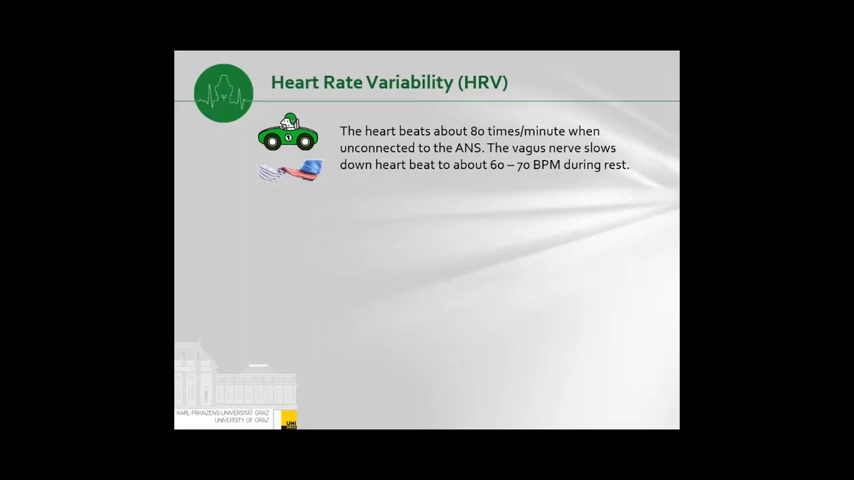 Heart Rate Variability (HRV)
The heart beats about 80 times/minute when
unconnected to the ANS. The vagus nerve slows
down heart beat to about 60 – 70 BPM during rest.
KARL-FRANZENS-UNIVERSITÄT GRAZ
UNIVERSITY OF GRAZ
UNI